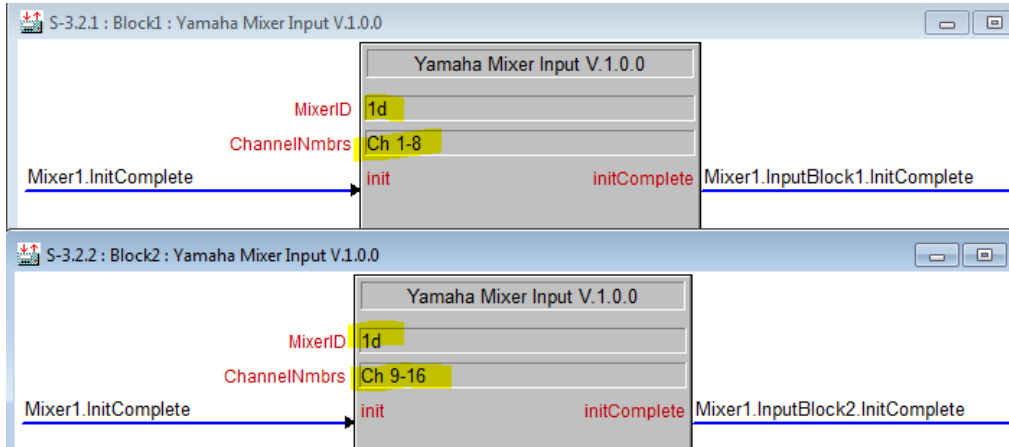 S-3.2.1 : Block1 : Yamaha Mixer Input V.1.0.0
Yamaha Mixer Input V.1.0.0
MixerID 1d
ChannelNmbrs Ch 1-8
Mixer1.InitComplete init initComplete Mixer1.InputBlock1.InitComplete
S-3.2.2 : Block2 : Yamaha Mixer Input V.1.0.0
Yamaha Mixer Input V.1.0.0
MixerID 1d
ChannelNmbrs Ch 9-16
Mixer1.InitComplete init initComplete Mixer1.InputBlock2.InitComplete